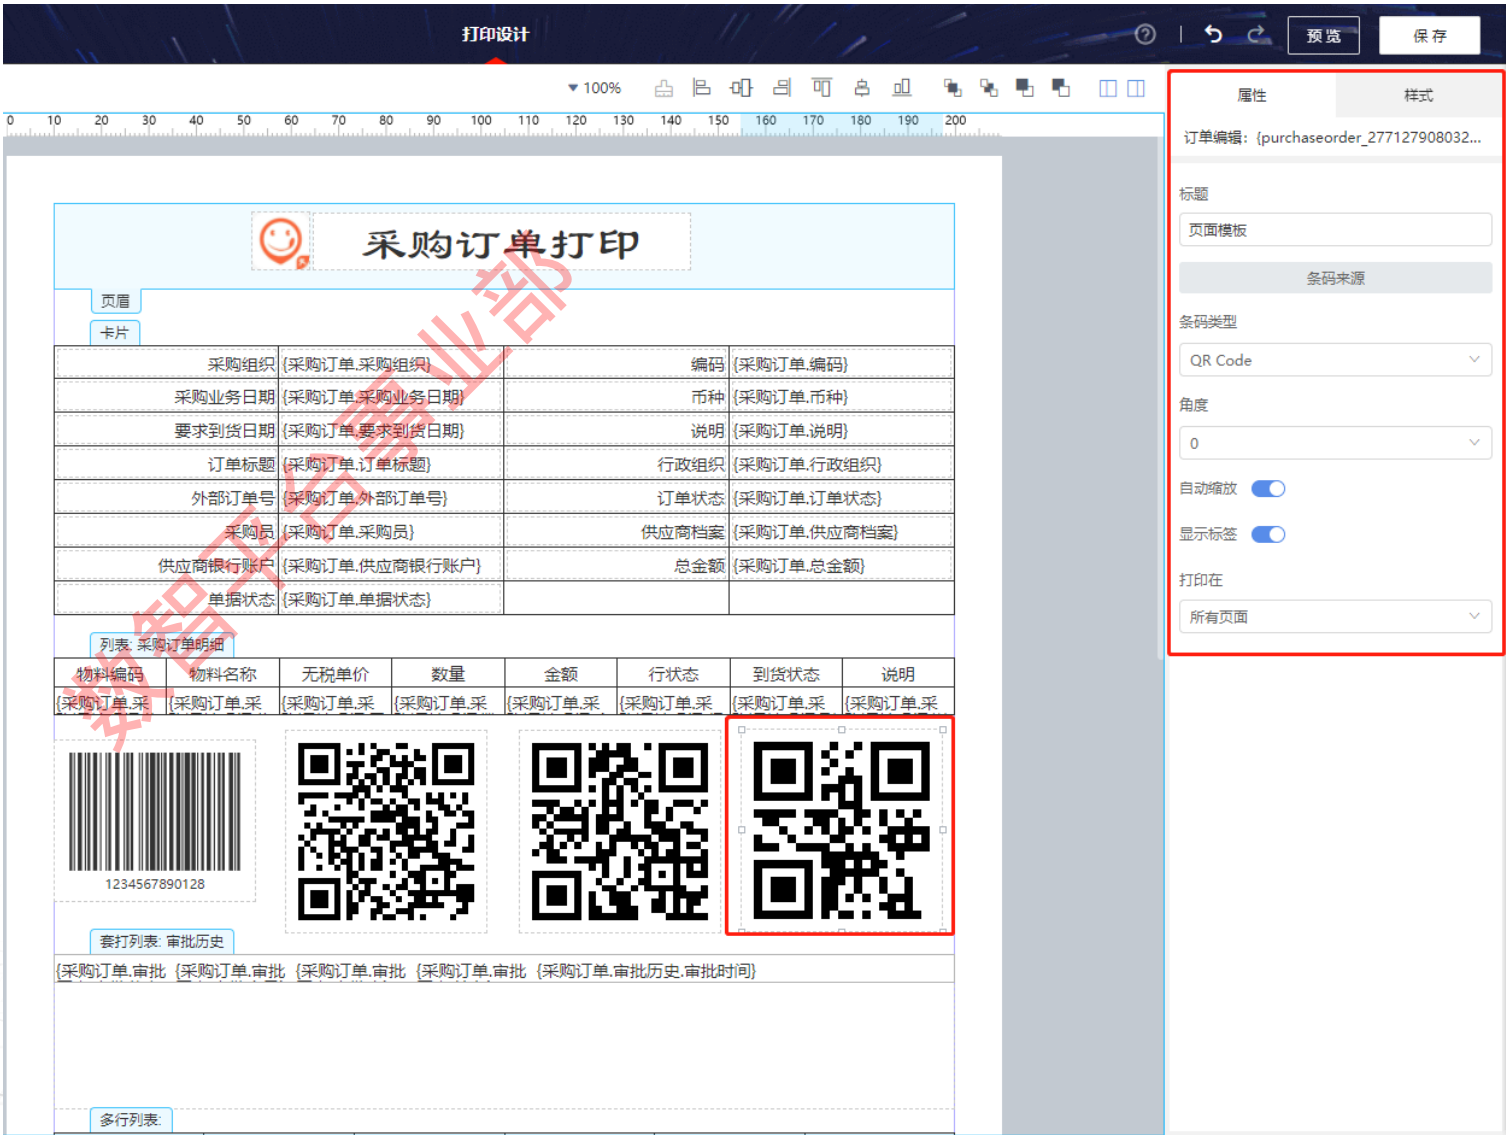 打印设计
预览
保存
100%
0 10 20 30 40 50 60 70 80 90 100 110 120 130 140 150 160 170 180 190 200
属性 样式
订单编辑: {purchaseorder_277127908032...
标题
页面模板
条码来源
条码类型
QR Code
角度
0
自动缩放
显示标签
打印在
所有页面
采购订单打印
页眉
卡片
采购组织 {采购订单.采购组织} 编码 {采购订单.编码}
采购业务日期 {采购订单.采购业务日期} 币种 {采购订单.币种}
要求到货日期 {采购订单.要求到货日期} 说明 {采购订单.说明}
订单标题 {采购订单.订单标题} 行政组织 {采购订单.行政组织}
外部订单号 {采购订单.外部订单号} 订单状态 {采购订单.订单状态}
采购员 {采购订单.采购员} 供应商档案 {采购订单.供应商档案}
供应商银行账户 {采购订单.供应商银行账户} 总金额 {采购订单.总金额}
单据状态 {采购订单.单据状态}
数智平台事业部
列表: 采购订单明细
物料编码 物料名称 无税单价 数量 金额 行状态 到货状态 说明
{采购订单.采 {采购订单.采 {采购订单.采 {采购订单.采 {采购订单.采 {采购订单.采 {采购订单.采 {采购订单.采
1234567890128
套打列表: 审批历史
{采购订单.审批 {采购订单.审批 {采购订单.审批 {采购订单.审批 {采购订单.审批历史.审批时间}
多行列表: